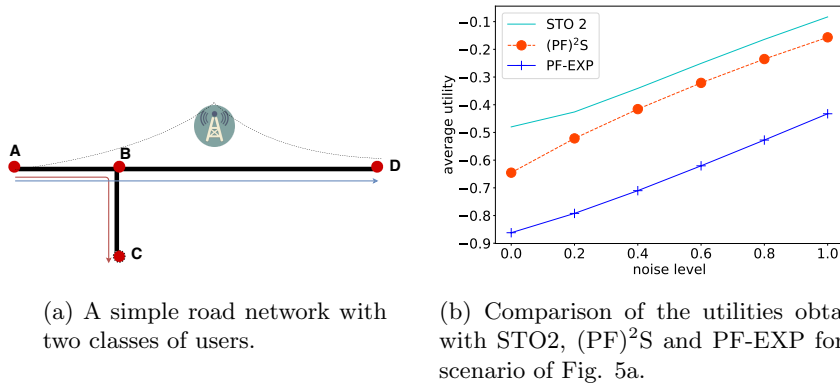 A
B
D
C
(a) A simple road network with
two classes of users.
STO 2
(PF)²S
PF-EXP
average utility
−0.1
−0.2
−0.3
−0.4
−0.5
−0.6
−0.7
−0.8
−0.9
0.0 0.2 0.4 0.6 0.8 1.0
noise level
(b) Comparison of the utilities obta
with STO2, (PF)²S and PF-EXP for
scenario of Fig. 5a.